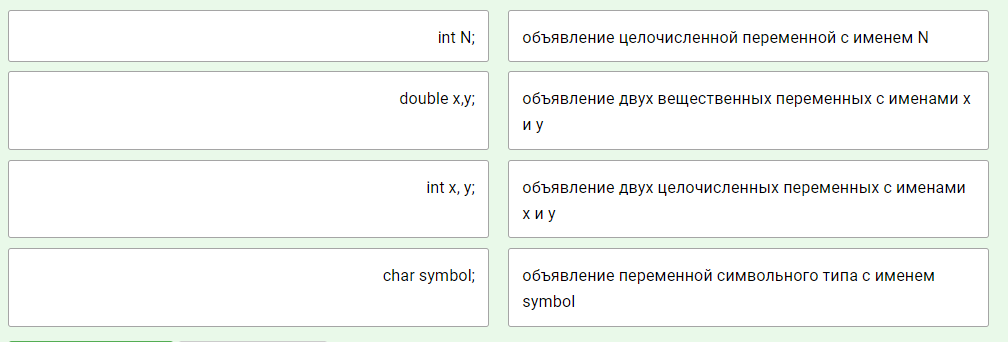 int N;
объявление целочисленной переменной с именем N
double x,y;
объявление двух вещественных переменных с именами x
и y
int x, y;
объявление двух целочисленных переменных с именами
x и y
char symbol;
объявление переменной символьного типа с именем
symbol